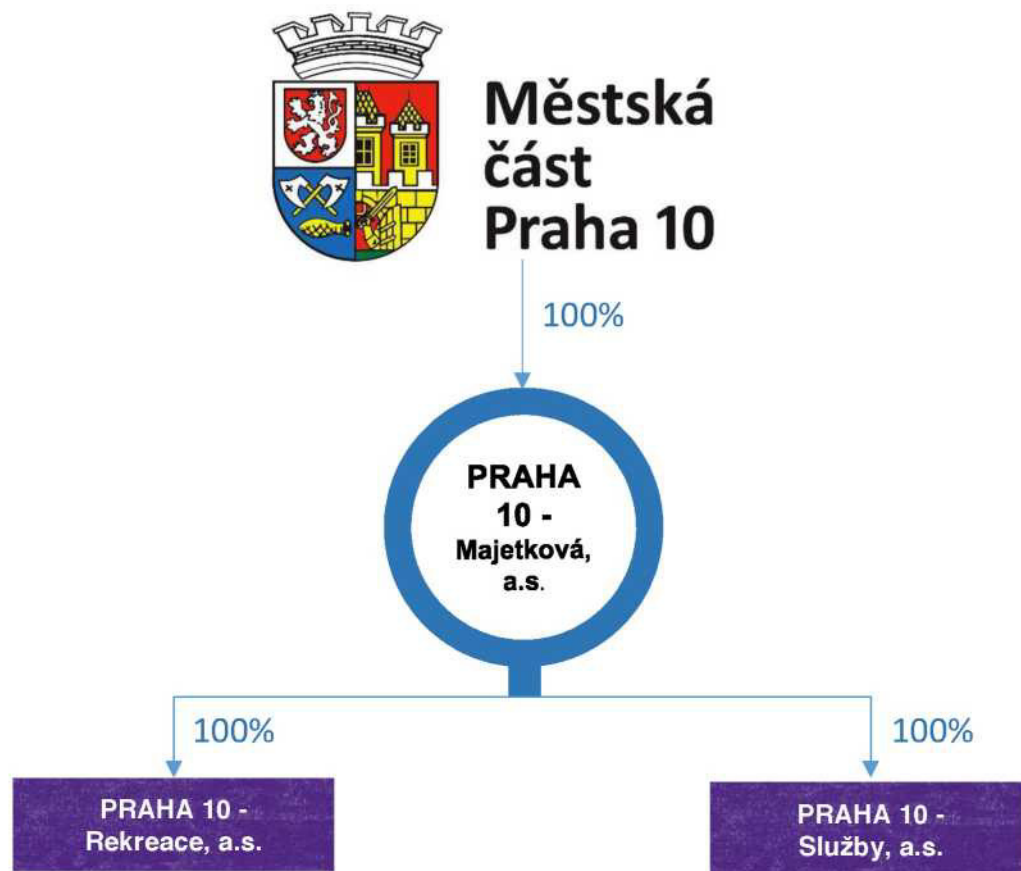 Městská
část
Praha 10
100%
PRAHA
10 -
Majetková,
a.s.
100%
100%
PRAHA 10 -
Rekreace, a.s.
PRAHA 10 -
Služby, a.s.